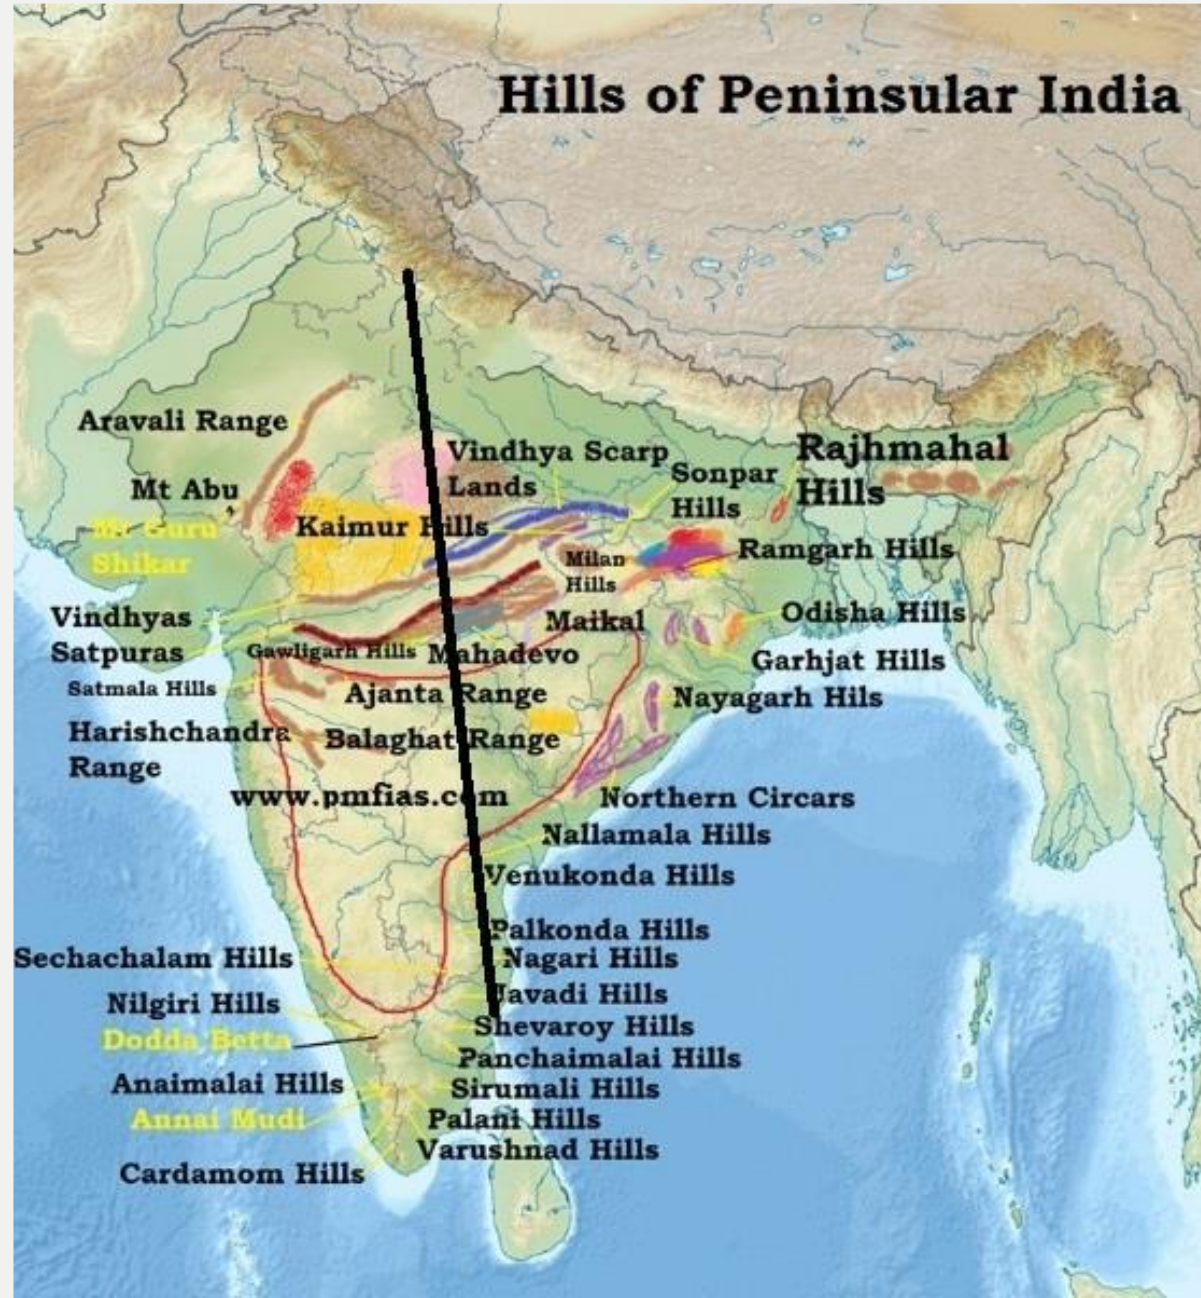 Hills of Peninsular India
Aravali Range
Mt Abu
Mt Guru
Shikar
Vindhya Scarp
Lands
Sonpar
Hills
Rajhmahal
Hills
Kaimur Hills
Milan
Hills
Ramgarh Hills
Vindhyas
Maikal
Odisha Hills
Satpuras
Gawligarh Hills
Mahadevo
Garhjat Hills
Satmala Hills
Ajanta Range
Nayagarh Hils
Harishchandra
Range
Balaghat Range
www.pmfias.com
Northern Circars
Nallamala Hills
Venukonda Hills
Palkonda Hills
Sechachalam Hills
Nagari Hills
Nilgiri Hills
Javadi Hills
Dodda Betta
Shevaroy Hills
Panchaimalai Hills
Anaimalai Hills
Sirumali Hills
Annai Mudi
Palani Hills
Varushnad Hills
Cardamom Hills